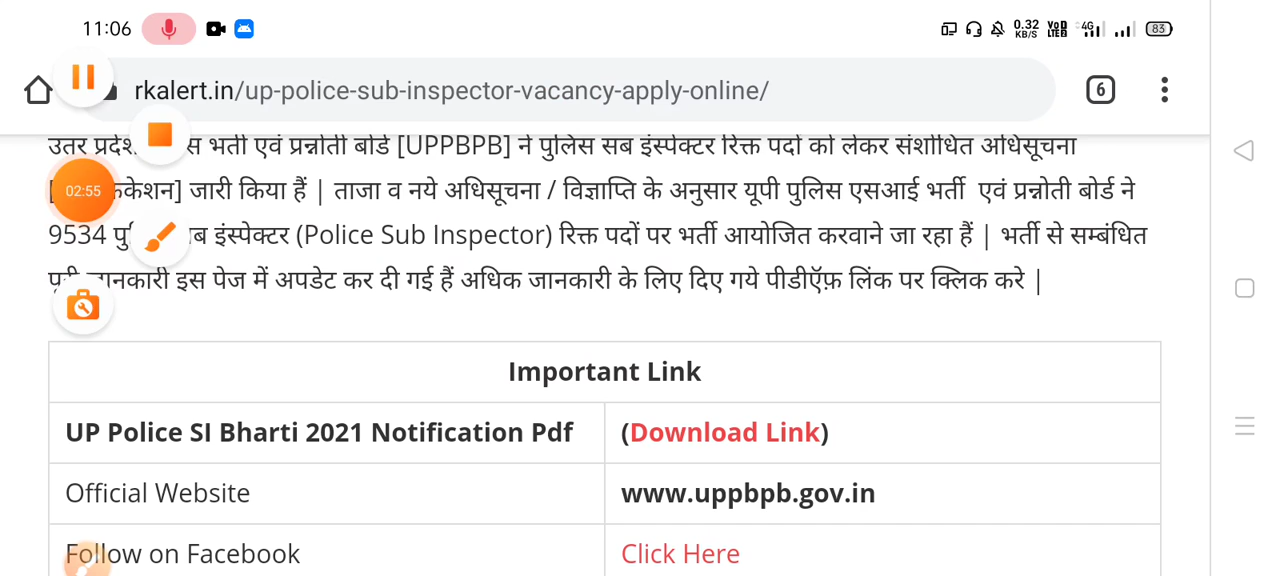 11:06
0.32 KB/S
VoD LTE
4G
83
rkalert.in/up-police-sub-inspector-vacancy-apply-online/
6
उतर प्रदेश भर्ती एवं प्रन्नोती बोर्ड [UPPBPB] ने पुलिस सब इंस्पेक्टर रिक्त पदों को लेकर संशोधित अधिसूचना
जारी किया हैं | ताजा व नये अधिसूचना / विज्ञाप्ति के अनुसार यूपी पुलिस एसआई भर्ती एवं प्रन्नोती बोर्ड ने
02:55
9534 इंस्पेक्टर (Police Sub Inspector) रिक्त पदों पर भर्ती आयोजित करवाने जा रहा हैं | भर्ती से सम्बंधित
इस पेज में अपडेट कर दी गई हैं अधिक जानकारी के लिए दिए गये पीडीऍफ़ लिंक पर क्लिक करे |
Important Link
UP Police SI Bharti 2021 Notification Pdf (Download Link)
Official Website www.uppbpb.gov.in
Follow on Facebook Click Here